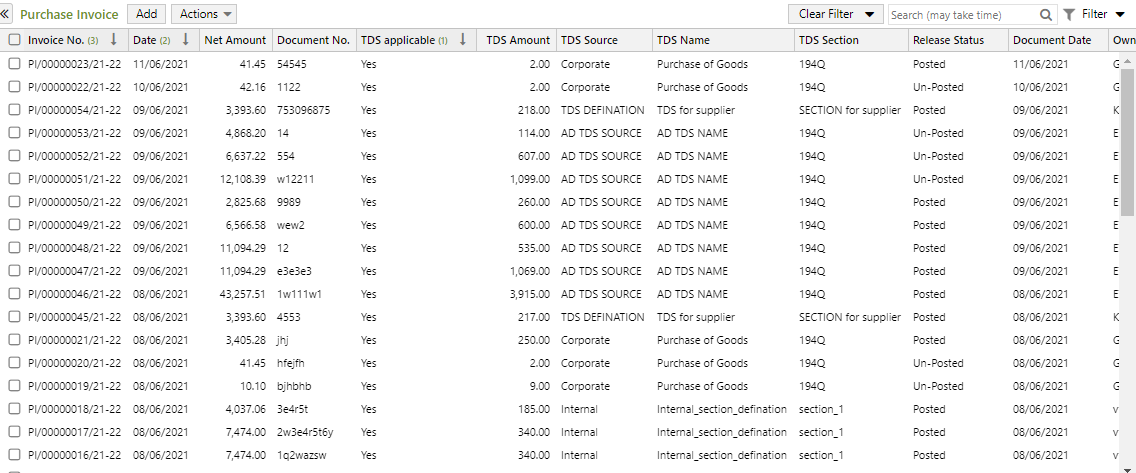 Purchase Invoice Add Actions Clear Filter Search (may take time) Filter
Invoice No. (3) Date (2) Net Amount Document No. TDS applicable (1) TDS Amount TDS Source TDS Name TDS Section Release Status Document Date Own
PI/00000023/21-22 11/06/2021 41.45 54545 Yes 2.00 Corporate Purchase of Goods 194Q Posted 11/06/2021 G
PI/00000022/21-22 10/06/2021 42.16 1122 Yes 2.00 Corporate Purchase of Goods 194Q Un-Posted 10/06/2021 G
PI/00000054/21-22 09/06/2021 3,393.60 753096875 Yes 218.00 TDS DEFINATION TDS for supplier SECTION for supplier Posted 09/06/2021 K
PI/00000053/21-22 09/06/2021 4,868.20 14 Yes 114.00 AD TDS SOURCE AD TDS NAME 194Q Un-Posted 09/06/2021 E
PI/00000052/21-22 09/06/2021 6,637.22 554 Yes 607.00 AD TDS SOURCE AD TDS NAME 194Q Un-Posted 09/06/2021 E
PI/00000051/21-22 09/06/2021 12,108.39 w12211 Yes 1,099.00 AD TDS SOURCE AD TDS NAME 194Q Un-Posted 09/06/2021 E
PI/00000050/21-22 09/06/2021 2,825.68 9989 Yes 260.00 AD TDS SOURCE AD TDS NAME 194Q Posted 09/06/2021 E
PI/00000049/21-22 09/06/2021 6,566.58 wew2 Yes 600.00 AD TDS SOURCE AD TDS NAME 194Q Posted 09/06/2021 E
PI/00000048/21-22 09/06/2021 11,094.29 12 Yes 535.00 AD TDS SOURCE AD TDS NAME 194Q Posted 09/06/2021 E
PI/00000047/21-22 09/06/2021 11,094.29 e3e3e3 Yes 1,069.00 AD TDS SOURCE AD TDS NAME 194Q Posted 09/06/2021 E
PI/00000046/21-22 08/06/2021 43,257.51 1w111w1 Yes 3,915.00 AD TDS SOURCE AD TDS NAME 194Q Posted 08/06/2021 E
PI/00000045/21-22 08/06/2021 3,393.60 4553 Yes 217.00 TDS DEFINATION TDS for supplier SECTION for supplier Posted 08/06/2021 K
PI/00000021/21-22 08/06/2021 3,405.28 jhj Yes 250.00 Corporate Purchase of Goods 194Q Posted 08/06/2021 G
PI/00000020/21-22 08/06/2021 41.45 hfejfh Yes 2.00 Corporate Purchase of Goods 194Q Un-Posted 08/06/2021 G
PI/00000019/21-22 08/06/2021 10.10 bjhbhb Yes 9.00 Corporate Purchase of Goods 194Q Un-Posted 08/06/2021 G
PI/00000018/21-22 08/06/2021 4,037.06 3e4r5t Yes 185.00 Internal Internal_section_defination section_1 Posted 08/06/2021 v
PI/00000017/21-22 08/06/2021 7,474.00 2w3e4r5t6y Yes 340.00 Internal Internal_section_defination section_1 Posted 08/06/2021 v
PI/00000016/21-22 08/06/2021 7,474.00 1q2wazsw Yes 340.00 Internal Internal_section_defination section_1 Posted 08/06/2021 v